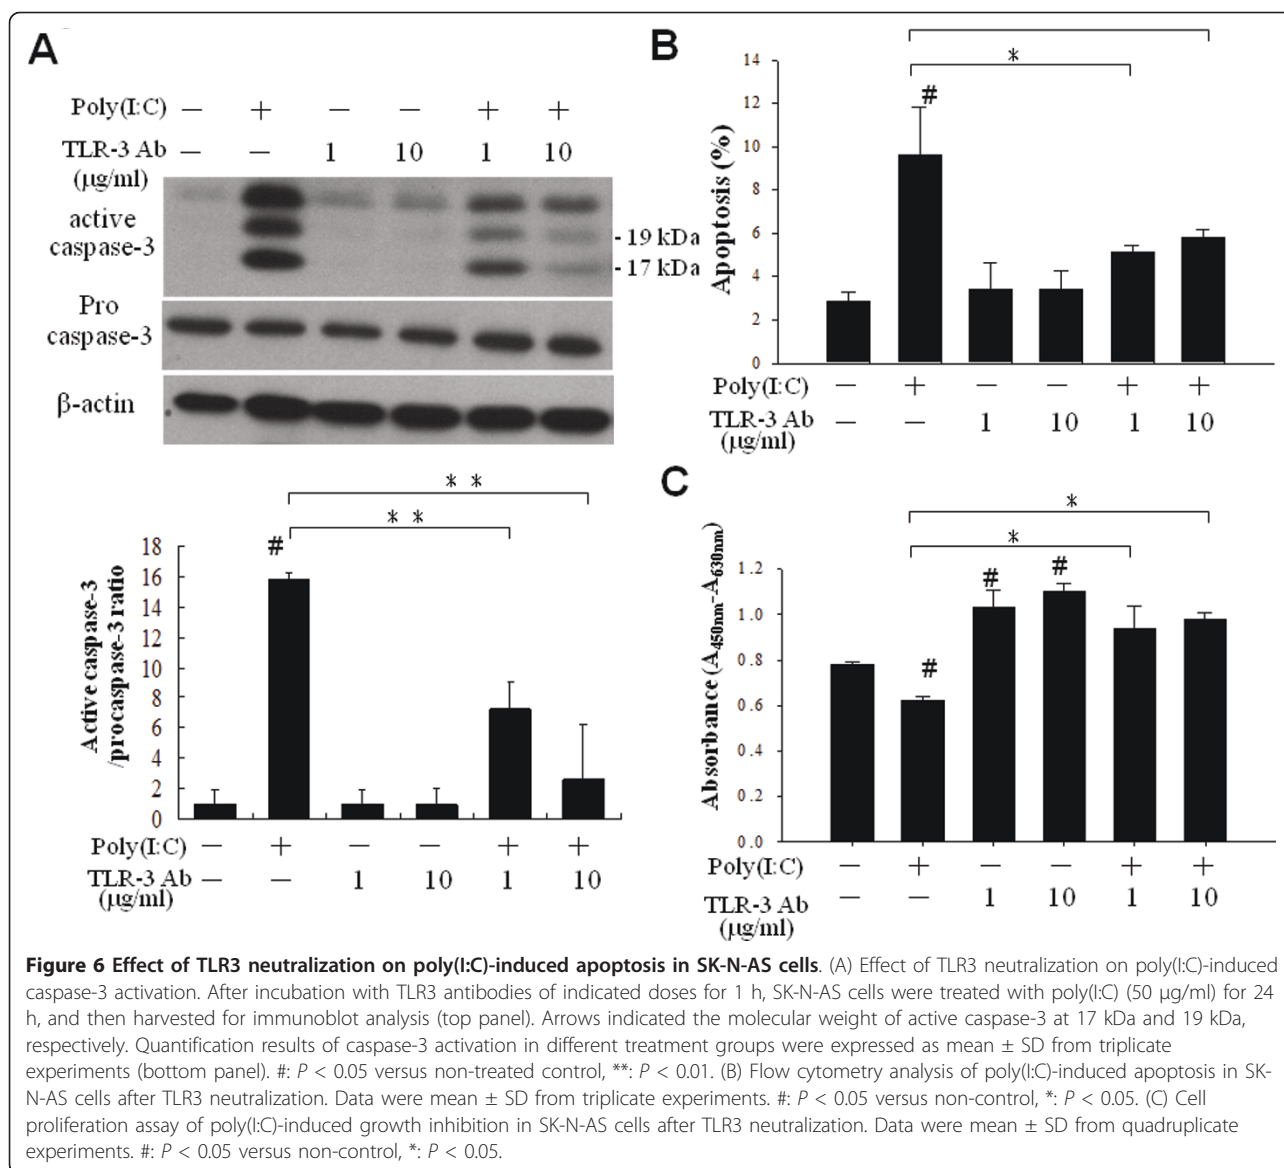 A
Poly(I:C) — + — — + +
TLR-3 Ab — — 1 10 1 10
(μg/ml)
active
caspase-3
- 19 kDa
- 17 kDa
Pro
caspase-3
β-actin
* *
* *
#
Active caspase-3
/procaspase-3 ratio
18
16
14
12
10
8
6
4
2
0
Poly(I:C) — + — — + +
TLR-3 Ab — — 1 10 1 10
(μg/ml)
B
*
#
Apoptosis (%)
14
12
10
8
6
4
2
0
Poly(I:C) — + — — + +
TLR-3 Ab — — 1 10 1 10
(μg/ml)
C
*
*
# # #
Absorbance (A450nm-A630nm)
1.2
1.0
0.8
0.6
0.4
0.2
0.0
Poly(I:C) — + — — + +
TLR-3 Ab — — 1 10 1 10
(μg/ml)
Figure 6 Effect of TLR3 neutralization on poly(I:C)-induced apoptosis in SK-N-AS cells. (A) Effect of TLR3 neutralization on poly(I:C)-induced
caspase-3 activation. After incubation with TLR3 antibodies of indicated doses for 1 h, SK-N-AS cells were treated with poly(I:C) (50 μg/ml) for 24
h, and then harvested for immunoblot analysis (top panel). Arrows indicated the molecular weight of active caspase-3 at 17 kDa and 19 kDa,
respectively. Quantification results of caspase-3 activation in different treatment groups were expressed as mean ± SD from triplicate
experiments (bottom panel). #: P < 0.05 versus non-treated control, **: P < 0.01. (B) Flow cytometry analysis of poly(I:C)-induced apoptosis in SK-
N-AS cells after TLR3 neutralization. Data were mean ± SD from triplicate experiments. #: P < 0.05 versus non-control, *: P < 0.05. (C) Cell
proliferation assay of poly(I:C)-induced growth inhibition in SK-N-AS cells after TLR3 neutralization. Data were mean ± SD from quadruplicate
experiments. #: P < 0.05 versus non-control, *: P < 0.05.